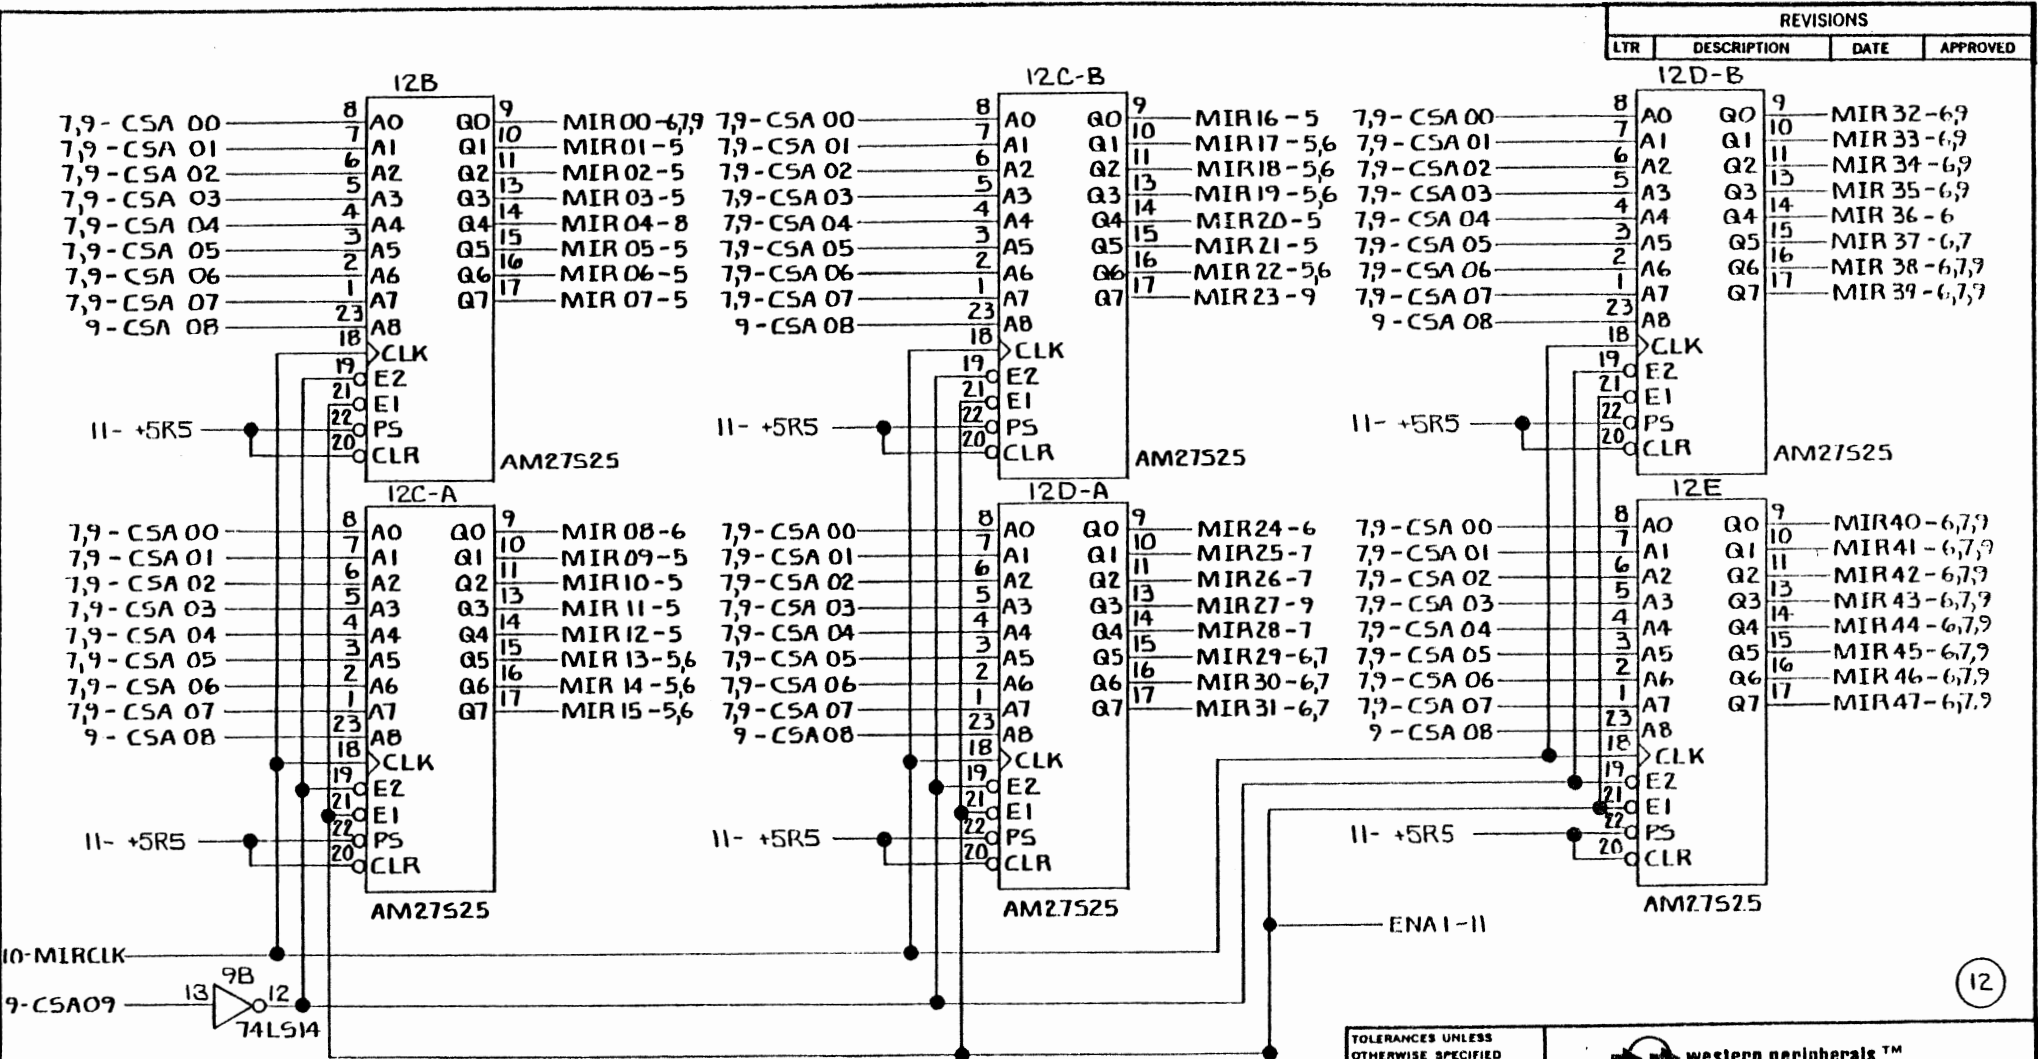 REVISIONS
LTR DESCRIPTION DATE APPROVED
12B
7,9- CSA 00 8 A0 Q0 9 MIR00-6,7,9
7,9- CSA 01 7 A1 Q1 10 MIR01-5
7,9- CSA 02 6 A2 Q2 11 MIR02-5
7,9- CSA 03 5 A3 Q3 13 MIR03-5
7,9- CSA 04 4 A4 Q4 14 MIR04-8
7,9- CSA 05 3 A5 Q5 15 MIR05-5
7,9- CSA 06 2 A6 Q6 16 MIR06-5
7,9- CSA 07 1 A7 Q7 17 MIR07-5
9-CSA 08 23 A8
18 CLK
19 E2
21 E1
11- +5R5 22 PS
20 CLR
AM27S25
12C-B
7,9-CSA 00 8 A0 Q0 9 MIR16-5
7,9-CSA 01 7 A1 Q1 10 MIR17-5,6
7,9-CSA 02 6 A2 Q2 11 MIR18-5,6
7,9-CSA 03 5 A3 Q3 13 MIR19-5,6
7,9-CSA 04 4 A4 Q4 14 MIR20-5
7,9-CSA 05 3 A5 Q5 15 MIR21-5
7,9-CSA 06 2 A6 Q6 16 MIR22-5,6
7,9-CSA 07 1 A7 Q7 17 MIR23-9
9-CSA 08 23 A8
18 CLK
19 E2
21 E1
11- +5R5 22 PS
20 CLR
AM27S25
12D-B
7,9-CSA 00 8 A0 Q0 9 MIR32-6,9
7,9-CSA 01 7 A1 Q1 10 MIR33-6,9
7,9-CSA02 6 A2 Q2 11 MIR34-6,9
7,9-CSA 03 5 A3 Q3 13 MIR35-6,9
7,9-CSA 04 4 A4 Q4 14 MIR36-6
7,9-CSA 05 3 A5 Q5 15 MIR37-6,7
7,9-CSA 06 2 A6 Q6 16 MIR38-6,7,9
7,9-CSA 07 1 A7 Q7 17 MIR39-6,7,9
9-CSA 08 23 A8
18 CLK
19 E2
21 E1
11- +5R5 22 PS
20 CLR
AM27S25
12C-A
7,9-CSA 00 8 A0 Q0 9 MIR08-6
7,9-CSA 01 7 A1 Q1 10 MIR09-5
7,9-CSA 02 6 A2 Q2 11 MIR10-5
7,9-CSA 03 5 A3 Q3 13 MIR11-5
7,9-CSA 04 4 A4 Q4 14 MIR12-5
7,9-CSA 05 3 A5 Q5 15 MIR13-5,6
7,9-CSA 06 2 A6 Q6 16 MIR14-5,6
7,9-CSA 07 1 A7 Q7 17 MIR15-5,6
9-CSA 08 23 A8
18 CLK
19 E2
21 E1
11- +5R5 22 PS
20 CLR
AM27S25
12D-A
7,9-CSA 00 8 A0 Q0 9 MIR24-6
7,9-CSA 01 7 A1 Q1 10 MIR25-7
7,9-CSA 02 6 A2 Q2 11 MIR26-7
7,9-CSA 03 5 A3 Q3 13 MIR27-9
7,9-CSA 04 4 A4 Q4 14 MIR28-7
7,9-CSA 05 3 A5 Q5 15 MIR29-6,7
7,9-CSA 06 2 A6 Q6 16 MIR30-6,7
7,9-CSA 07 1 A7 Q7 17 MIR31-6,7
9-CSA08 23 A8
18 CLK
19 E2
21 E1
11- +5R5 22 PS
20 CLR
AM27S25
12E
7,9-CSA 00 8 A0 Q0 9 MIR40-6,7,9
7,9-CSA 01 7 A1 Q1 10 MIR41-6,7,9
7,9-CSA 02 6 A2 Q2 11 MIR42-6,7,9
7,9-CSA 03 5 A3 Q3 13 MIR43-6,7,9
7,9-CSA 04 4 A4 Q4 14 MIR44-6,7,9
7,9-CSA 05 3 A5 Q5 15 MIR45-6,7,9
7,9-CSA 06 2 A6 Q6 16 MIR46-6,7,9
7,9-CSA 07 1 A7 Q7 17 MIR47-6,7,9
9-CSA 08 23 A8
18 CLK
19 E2
21 E1
11- +5R5 22 PS
20 CLR
AM27S25
ENA1-11
10-MIRCLK
9-CSA09 13 9B 12
74LS14
12
TOLERANCES UNLESS
OTHERWISE SPECIFIED
western peripherals TM